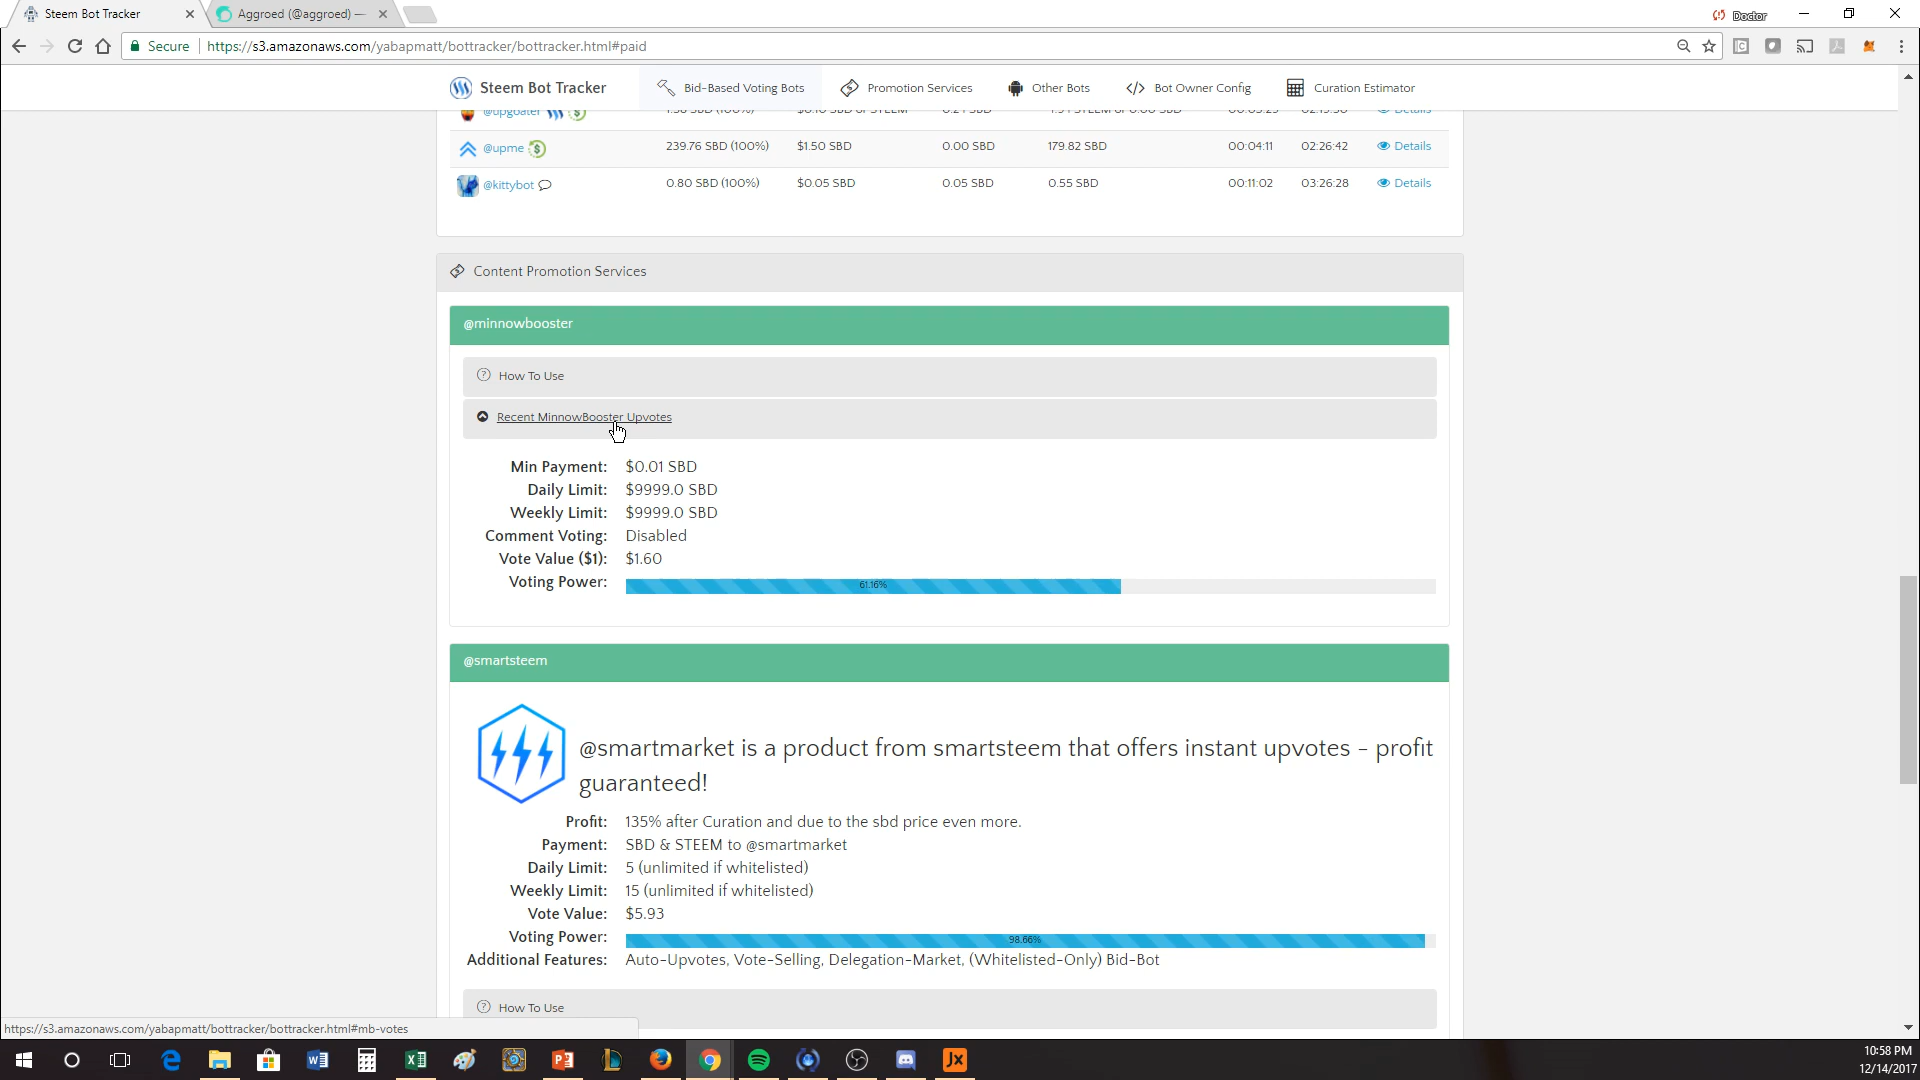 Steem Bot Tracker
Aggroed (@aggroed) —
Doctor
Secure https://s3.amazonaws.com/yabapmatt/bottracker/bottracker.html#paid
Steem Bot Tracker Bid-Based Voting Bots Promotion Services Other Bots Bot Owner Config Curation Estimator
@upme 239.76 SBD (100%) $1.50 SBD 0.00 SBD 179.82 SBD 00:04:11 02:26:42 Details
@kittybot 0.80 SBD (100%) $0.05 SBD 0.05 SBD 0.55 SBD 00:11:02 03:26:28 Details
Content Promotion Services
@minnowbooster
How To Use
Recent MinnowBooster Upvotes
Min Payment: $0.01 SBD
Daily Limit: $9999.0 SBD
Weekly Limit: $9999.0 SBD
Comment Voting: Disabled
Vote Value ($1): $1.60
Voting Power: 61.16%
@smartsteem
@smartmarket is a product from smartsteem that offers instant upvotes - profit
guaranteed!
Profit: 135% after Curation and due to the sbd price even more.
Payment: SBD & STEEM to @smartmarket
Daily Limit: 5 (unlimited if whitelisted)
Weekly Limit: 15 (unlimited if whitelisted)
Vote Value: $5.93
Voting Power: 98.66%
Additional Features: Auto-Upvotes, Vote-Selling, Delegation-Market, (Whitelisted-Only) Bid-Bot
How To Use
https://s3.amazonaws.com/yabapmatt/bottracker/bottracker.html#mb-votes
10:58 PM
12/14/2017